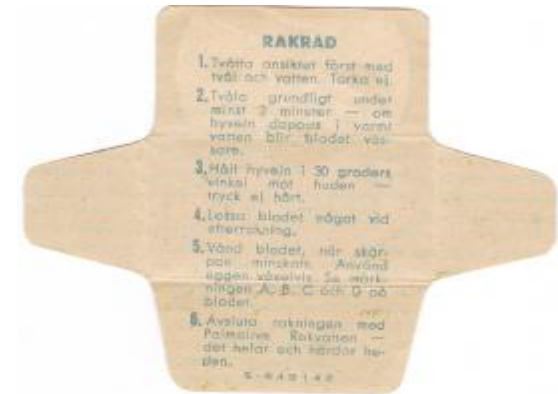 RAKRÅD
1. Tvätta ansiktet först med
tvål och vatten. Torka ej.
2. Tvåla grundligt under
minst 2 minuter — om
hyveln doppas i varmt
vatten blir bladet vas-
sare.
3. Håll hyveln i 30 graders
vinkel mot huden —
tryck ej hårt.
4. Lossa bladet något vid
efterrakning.
5. Vänd bladet, när skär-
pan minskats. Använd
eggen växelvis. Se märk-
ningen A, B, C och D på
bladet.
6. Avsluta rakningen med
Palmolive Rakvatten —
det helar och härdar hu-
den.